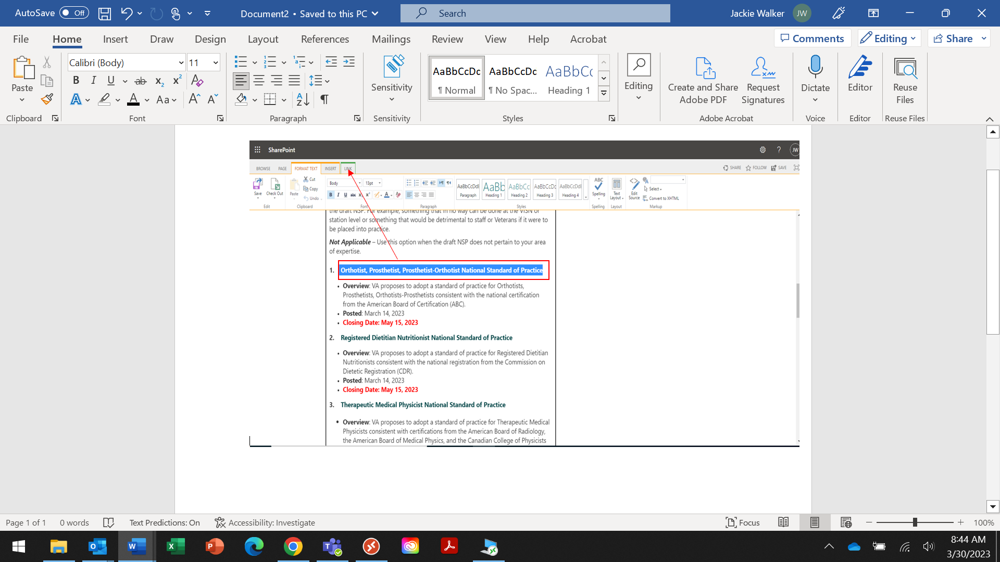 AutoSave Off Document2 • Saved to this PC Search Jackie Walker JW
File Home Insert Draw Design Layout References Mailings Review View Help Acrobat Comments Editing Share
Paste
Clipboard
Calibri (Body) 11
B I U ab x2 x2 A
A A Aa A A
Font
Paragraph
Sensitivity
Sensitivity
AaBbCcDc AaBbCcDc AaBbCc
¶ Normal ¶ No Spac... Heading 1
Styles
Editing
Create and Share Adobe PDF
Request Signatures
Adobe Acrobat
Dictate
Voice
Editor
Editor
Reuse Files
Reuse Files
SharePoint ? JW
BROWSE PAGE FORMAT TEXT INSERT LINK SHARE FOLLOW SAVE
Save Check Out
Edit
Paste Cut Copy Undo
Clipboard
Body 13pt
B I U abc x2 x2 A
Font
Paragraph
AaBbCcDdI AaBb AaBbCc AaBbCcDc AaBbCcDdI
Paragraph Heading 1 Heading 2 Heading 3 Heading 4
Styles
ABC Spelling
Spelling
Text Layout
Layout
Edit Source Select Convert to XHTML
Markup
the draft NSP. For example, something that in no way can be done at the VISN or
station level or something that would be detrimental to staff or Veterans if it were to
be placed into practice.
Not Applicable – Use this option when the draft NSP does not pertain to your area
of expertise.
1. Orthotist, Prosthetist, Prosthetist-Orthotist National Standard of Practice
• Overview: VA proposes to adopt a standard of practice for Orthotists,
Prosthetists, Orthotists-Prosthetists consistent with the national certification
from the American Board of Certification (ABC).
• Posted: March 14, 2023
• Closing Date: May 15, 2023
2. Registered Dietitian Nutritionist National Standard of Practice
• Overview: VA proposes to adopt a standard of practice for Registered Dietitian
Nutritionists consistent with the national registration from the Commission on
Dietetic Registration (CDR).
• Posted: March 14, 2023
• Closing Date: May 15, 2023
3. Therapeutic Medical Physicist National Standard of Practice
• Overview: VA proposes to adopt a standard of practice for Therapeutic Medical
Physicists consistent with certifications from the American Board of Radiology,
the American Board of Medical Physics, and the Canadian College of Physicists
Page 1 of 1 0 words Text Predictions: On Accessibility: Investigate Focus 100%
8:44 AM
3/30/2023